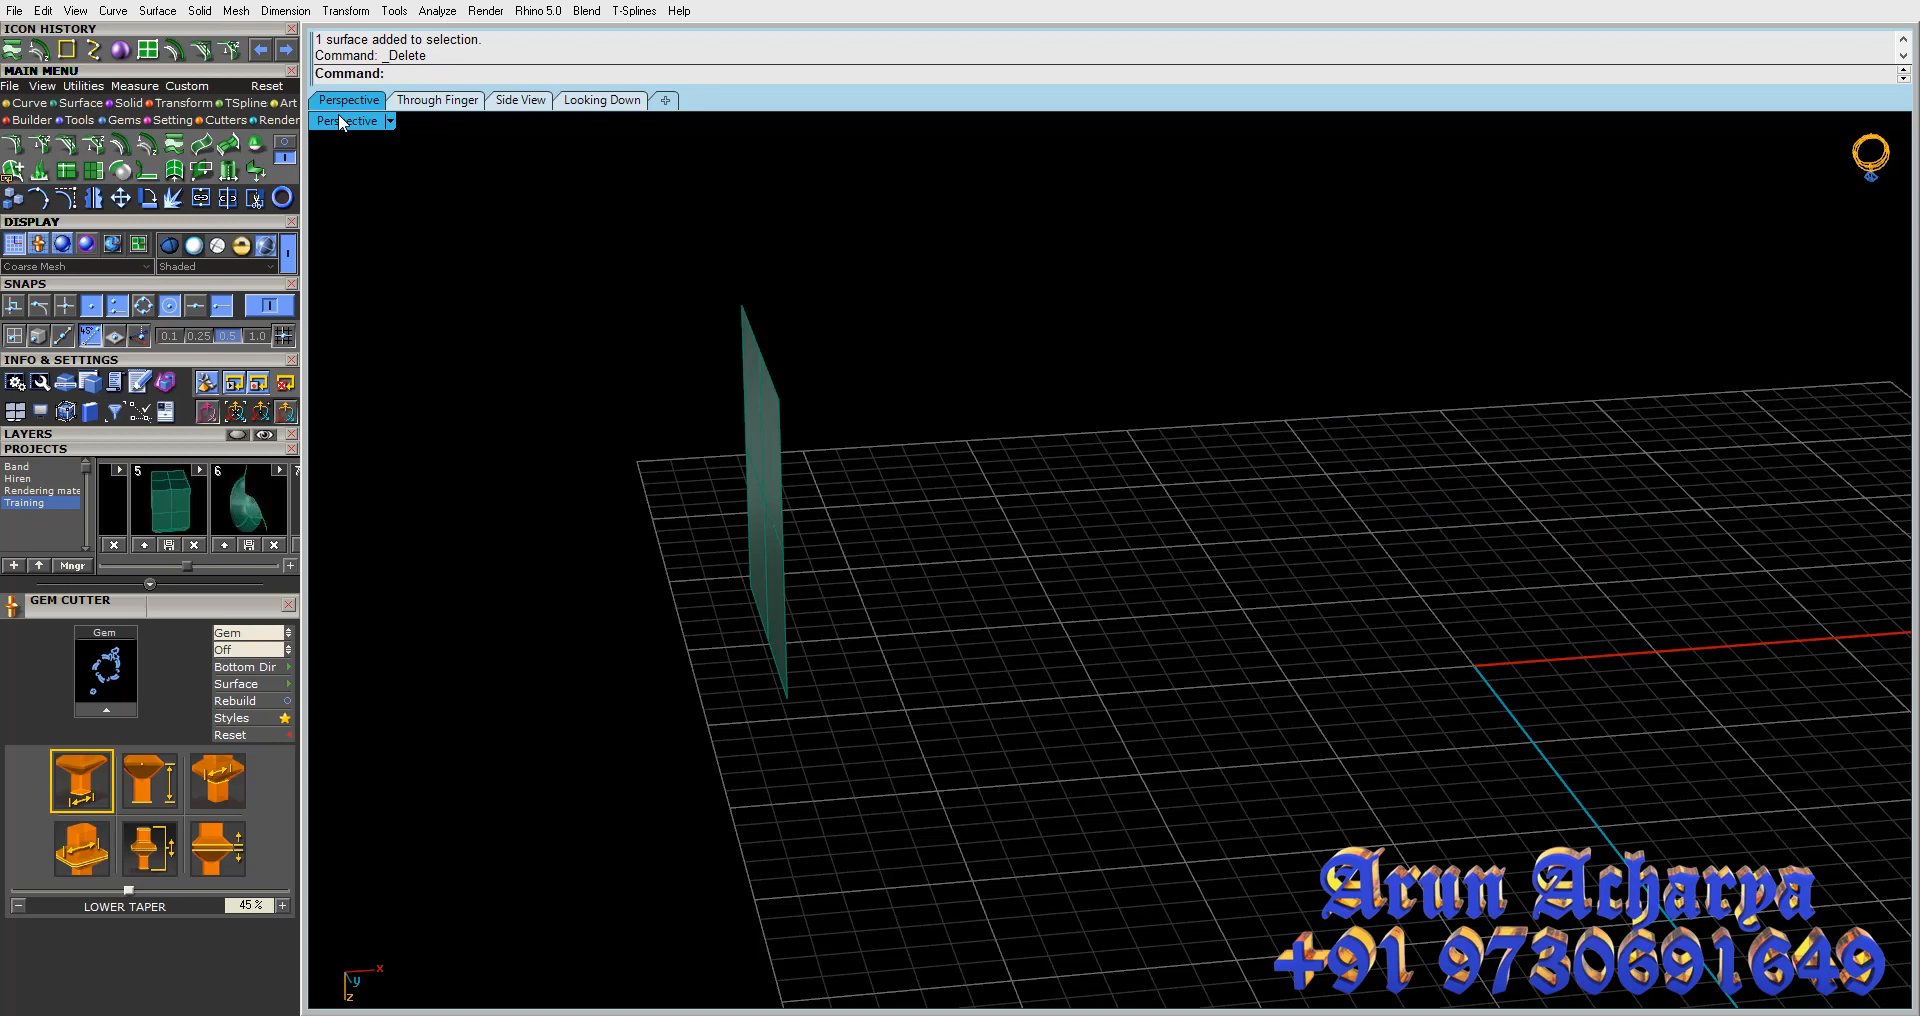 File Edit View Curve Surface Solid Mesh Dimension Transform Tools Analyze Render Rhino 5.0 Blend T-Splines Help
ICON HISTORY
MAIN MENU
File View Utilities Measure Custom Reset
Curve Surface Solid Transform TSpline Art
Builder Tools Gems Setting Cutters Render
DISPLAY
Coarse Mesh Shaded
SNAPS
45°
0.1 0.25 0.5 1.0
INFO & SETTINGS
LAYERS
PROJECTS
Band
Hiren
Rendering mate
Training
5 6 7
Mngr
GEM CUTTER
Gem
Gem
Off
Bottom Dir
Surface
Rebuild
Styles
Reset
LOWER TAPER 45 %
1 surface added to selection.
Command: _Delete
Command:
Perspective Through Finger Side View Looking Down
Perspective
x
y
z
Arun Acharya
+91 9730691649